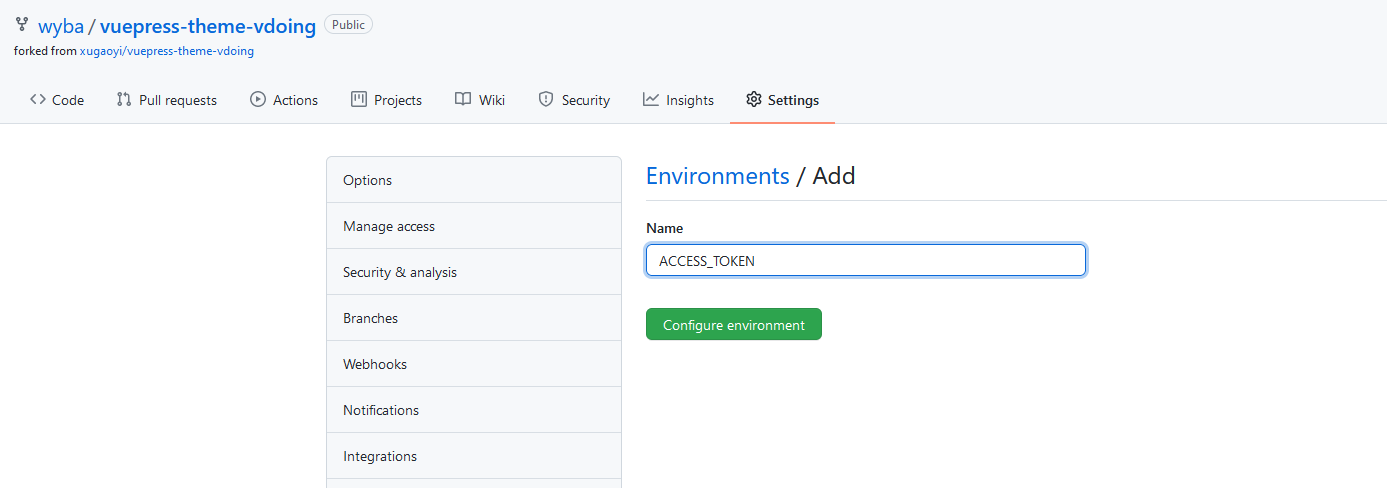 wyba / vuepress-theme-vdoing Public
forked from xugaoyi/vuepress-theme-vdoing
Code Pull requests Actions Projects Wiki Security Insights Settings
Options
Manage access
Security & analysis
Branches
Webhooks
Notifications
Integrations
Environments / Add
Name
ACCESS_TOKEN
Configure environment